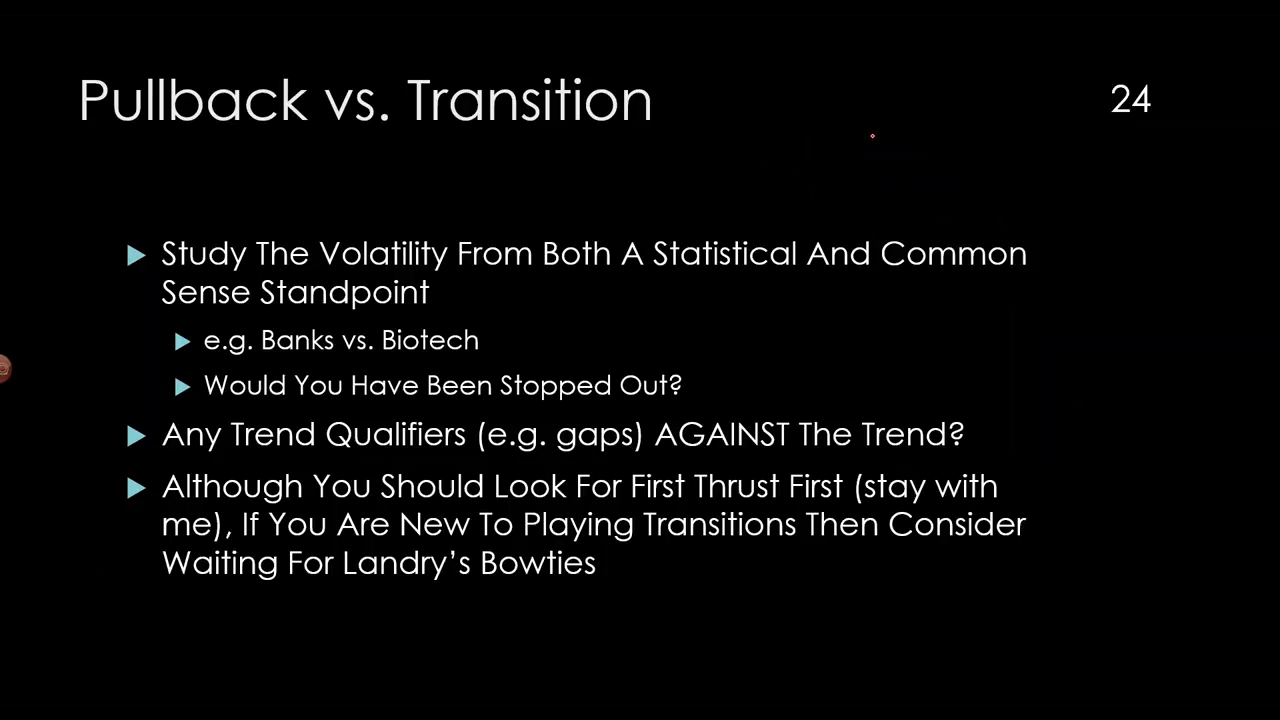 Pullback vs. Transition
24
Study The Volatility From Both A Statistical And Common
Sense Standpoint
e.g. Banks vs. Biotech
Would You Have Been Stopped Out?
Any Trend Qualifiers (e.g. gaps) AGAINST The Trend?
Although You Should Look For First Thrust First (stay with
me), If You Are New To Playing Transitions Then Consider
Waiting For Landry’s Bowties